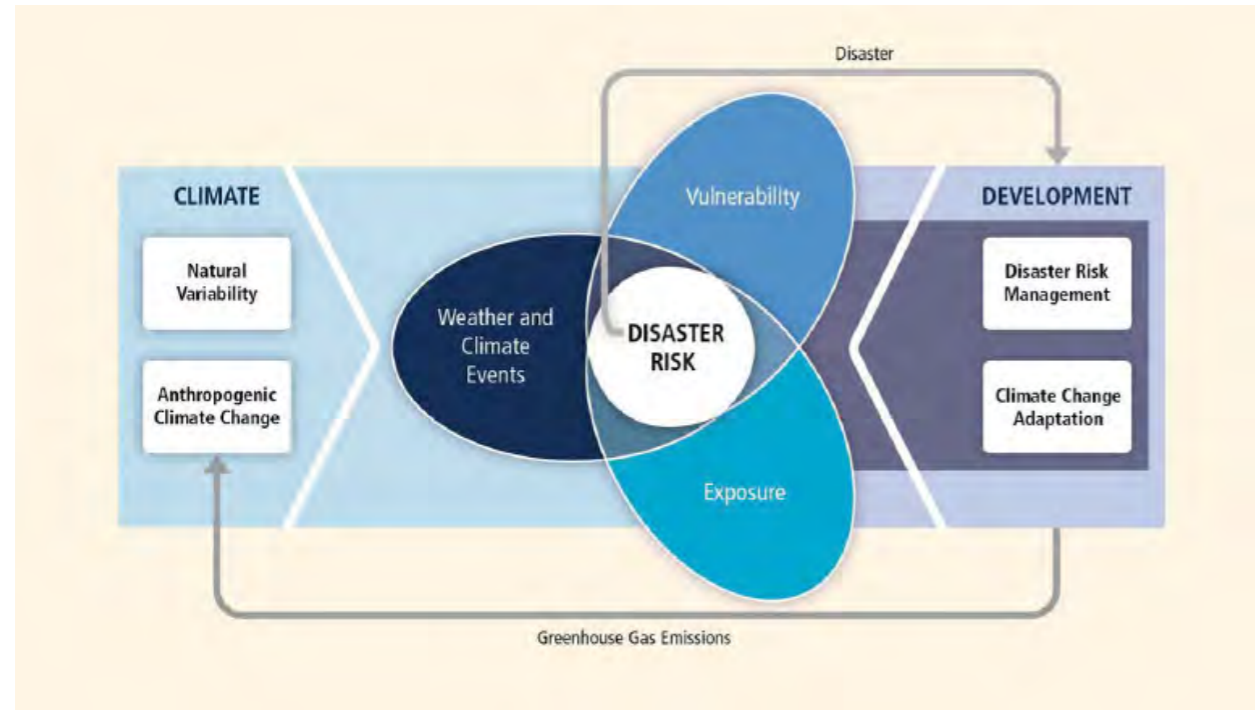 Disaster
CLIMATE
Natural
Variability
Anthropogenic
Climate Change
Vulnerability
Weather and
Climate
Events
DISASTER
RISK
Exposure
DEVELOPMENT
Disaster Risk
Management
Climate Change
Adaptation
Greenhouse Gas Emissions